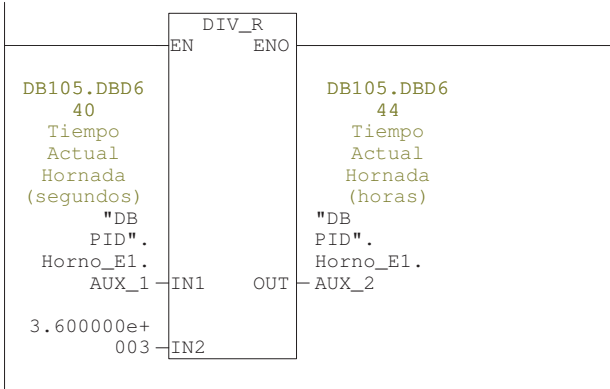 DIV_R
EN ENO
DB105.DBD6
40
Tiempo
Actual
Hornada
(segundos)
"DB
PID".
Horno_E1.
AUX_1
IN1
3.600000e+
003
IN2
DB105.DBD6
44
Tiempo
Actual
Hornada
(horas)
"DB
PID".
Horno_E1.
OUT
AUX_2